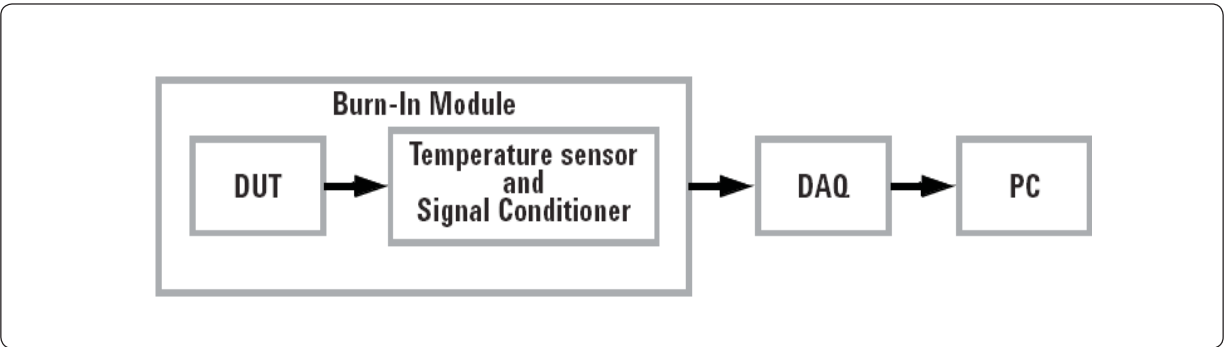 Burn-In Module
DUT
Temperature sensor
and
Signal Conditioner
DAQ
PC